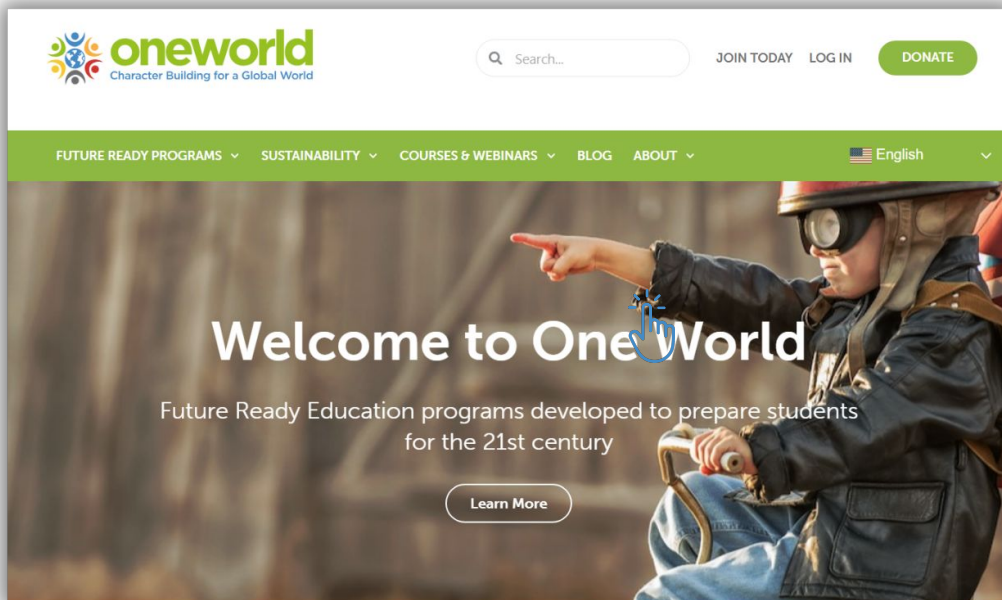 oneworld
Character Building for a Global World
Search...
JOIN TODAY
LOG IN
DONATE
FUTURE READY PROGRAMS
SUSTAINABILITY
COURSES & WEBINARS
BLOG
ABOUT
English
Welcome to One World
Future Ready Education programs developed to prepare students
for the 21st century
Learn More